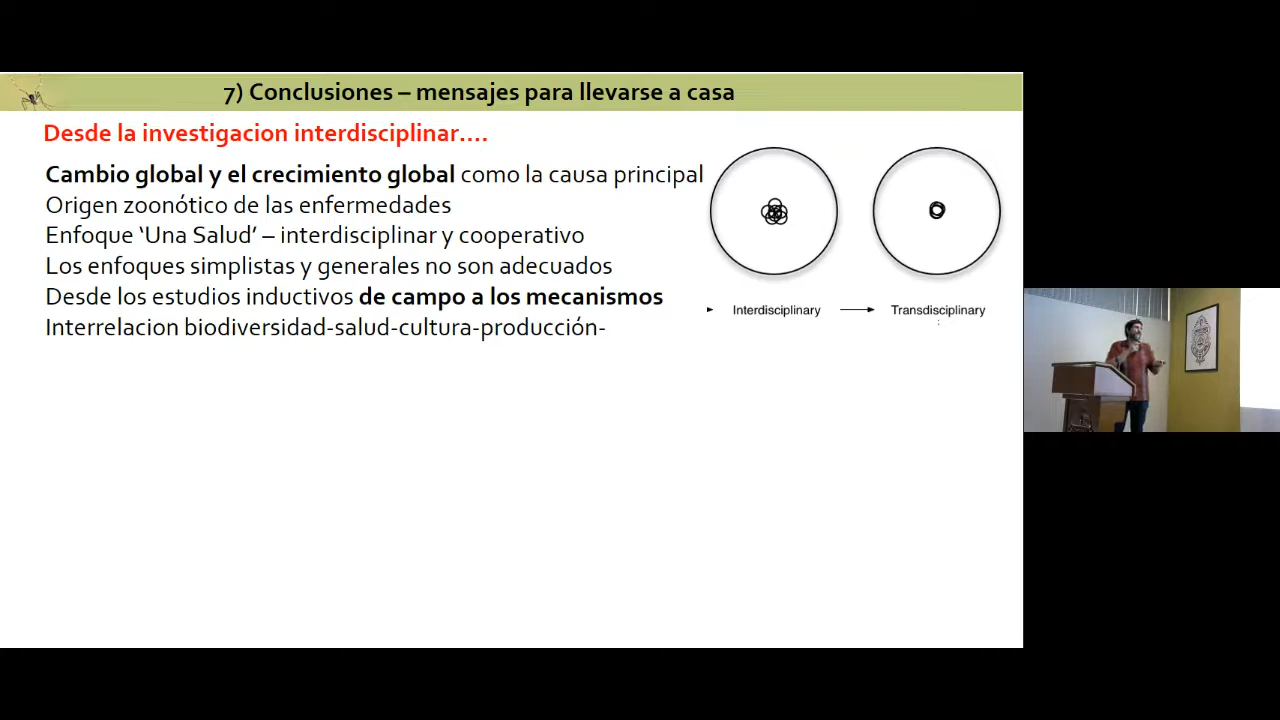 7) Conclusiones – mensajes para llevarse a casa
Desde la investigacion interdisciplinar....
Cambio global y el crecimiento global como la causa principal
Origen zoonótico de las enfermedades
Enfoque ‘Una Salud’ – interdisciplinar y cooperativo
Los enfoques simplistas y generales no son adecuados
Desde los estudios inductivos de campo a los mecanismos
Interrelacion biodiversidad-salud-cultura-producción-
Interdisciplinary
Transdisciplinary